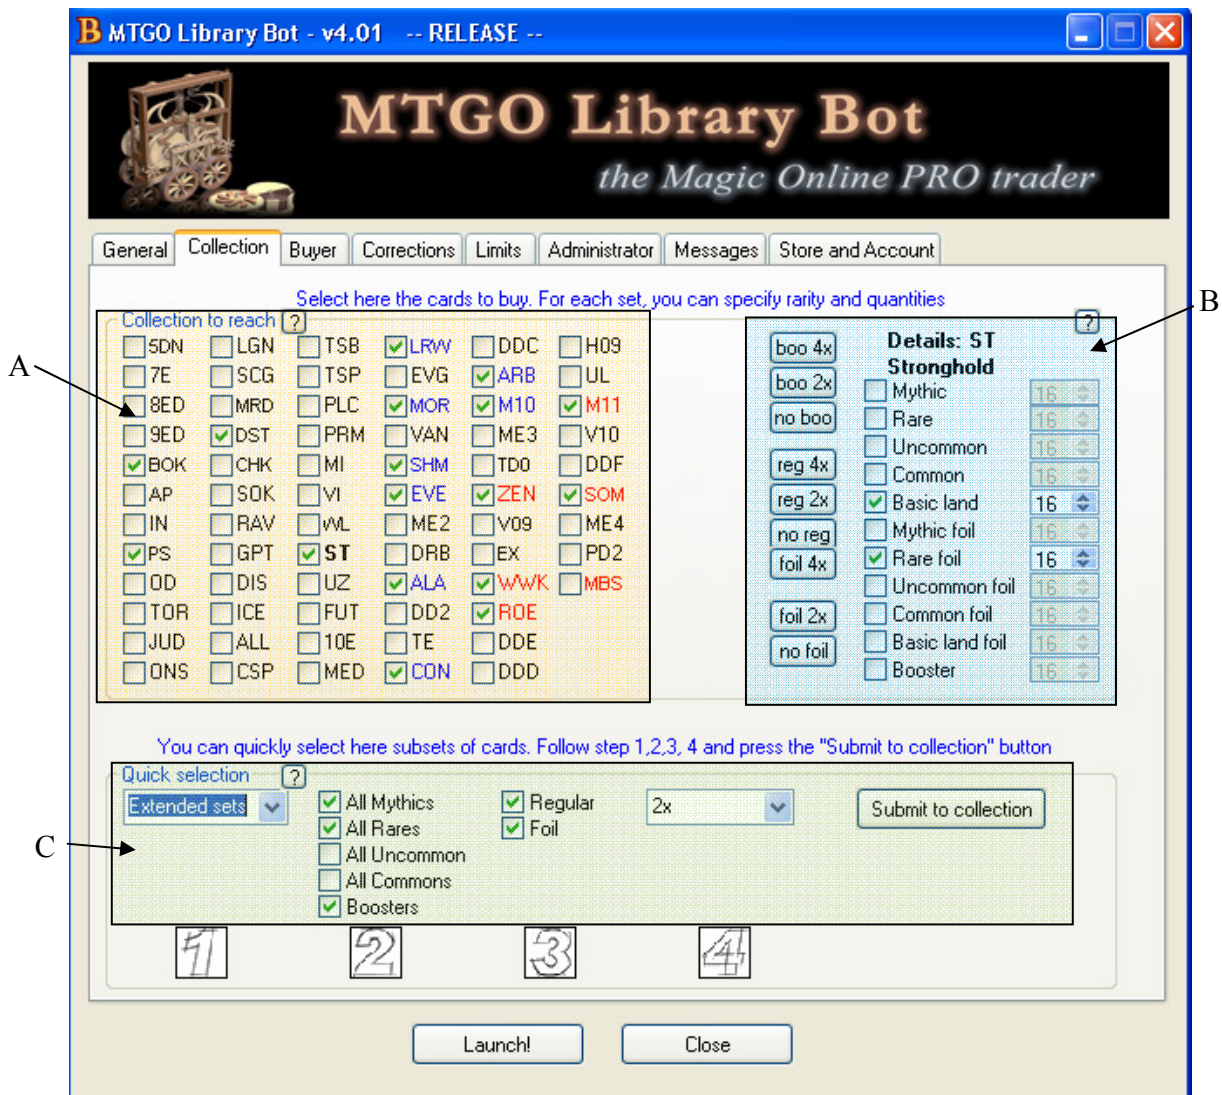 MTGO Library Bot - v4.01 -- RELEASE --
MTGO Library Bot
the Magic Online PRO trader
General Collection Buyer Corrections Limits Administrator Messages Store and Account
Select here the cards to buy. For each set, you can specify rarity and quantities
A
B
C
Collection to reach ?
5DN LGN TSB LRW DDC H09
7E SCG TSP EVG ARB UL
8ED MRD PLC MOR M10 M11
9ED DST PRM VAN ME3 V10
BOK CHK MI SHM TD0 DDF
AP SOK VI EVE ZEN SOM
IN RAV WL ME2 V09 ME4
PS GPT ST DRB EX PD2
OD DIS UZ ALA WWK MBS
TOR ICE FUT DD2 ROE
JUD ALL 10E TE DDE
ONS CSP MED CON DDD
?
boo 4x
boo 2x
no boo
reg 4x
reg 2x
no reg
foil 4x
foil 2x
no foil
Details: ST
Stronghold
Mythic 16
Rare 16
Uncommon 16
Common 16
Basic land 16
Mythic foil 16
Rare foil 16
Uncommon foil 16
Common foil 16
Basic land foil 16
Booster 16
You can quickly select here subsets of cards. Follow step 1,2,3, 4 and press the "Submit to collection" button
Quick selection ?
Extended sets All Mythics Regular 2x Submit to collection
All Rares Foil
All Uncommon
All Commons
Boosters
1 2 3 4
Launch! Close